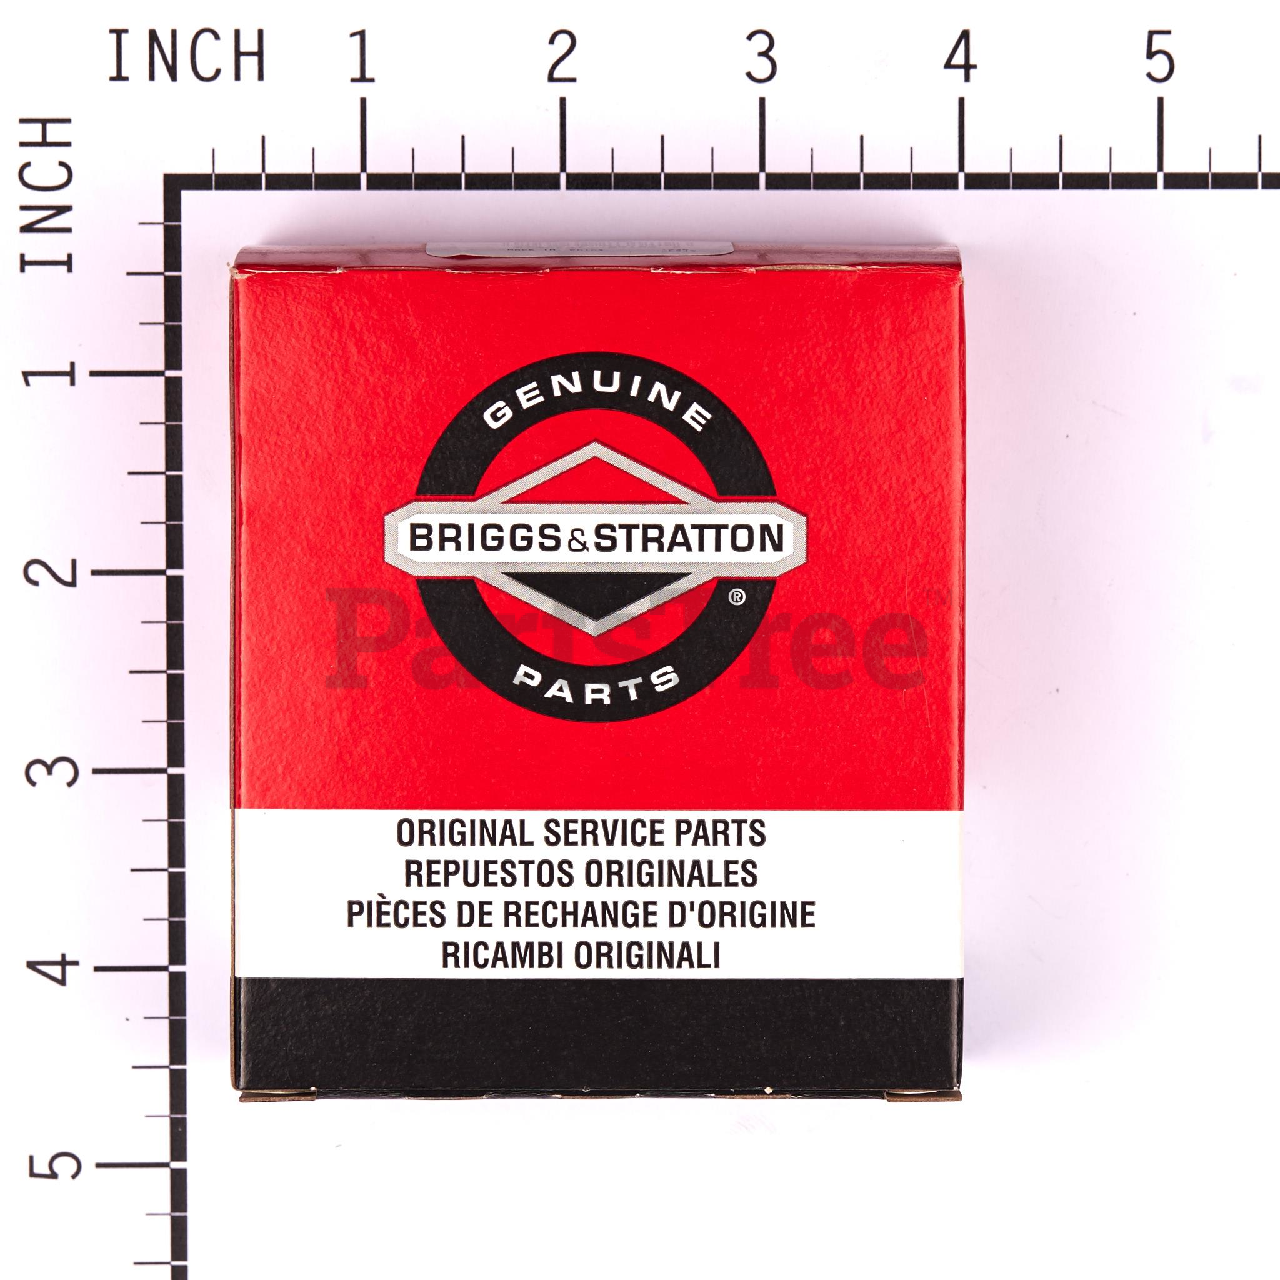 INCH 1 2 3 4 5
INCH
1
2
3
4
5
GENUINE
BRIGGS & STRATTON
®
PARTS
PartsTree
ORIGINAL SERVICE PARTS
REPUESTOS ORIGINALES
PIÈCES DE RECHANGE D'ORIGINE
RICAMBI ORIGINALI